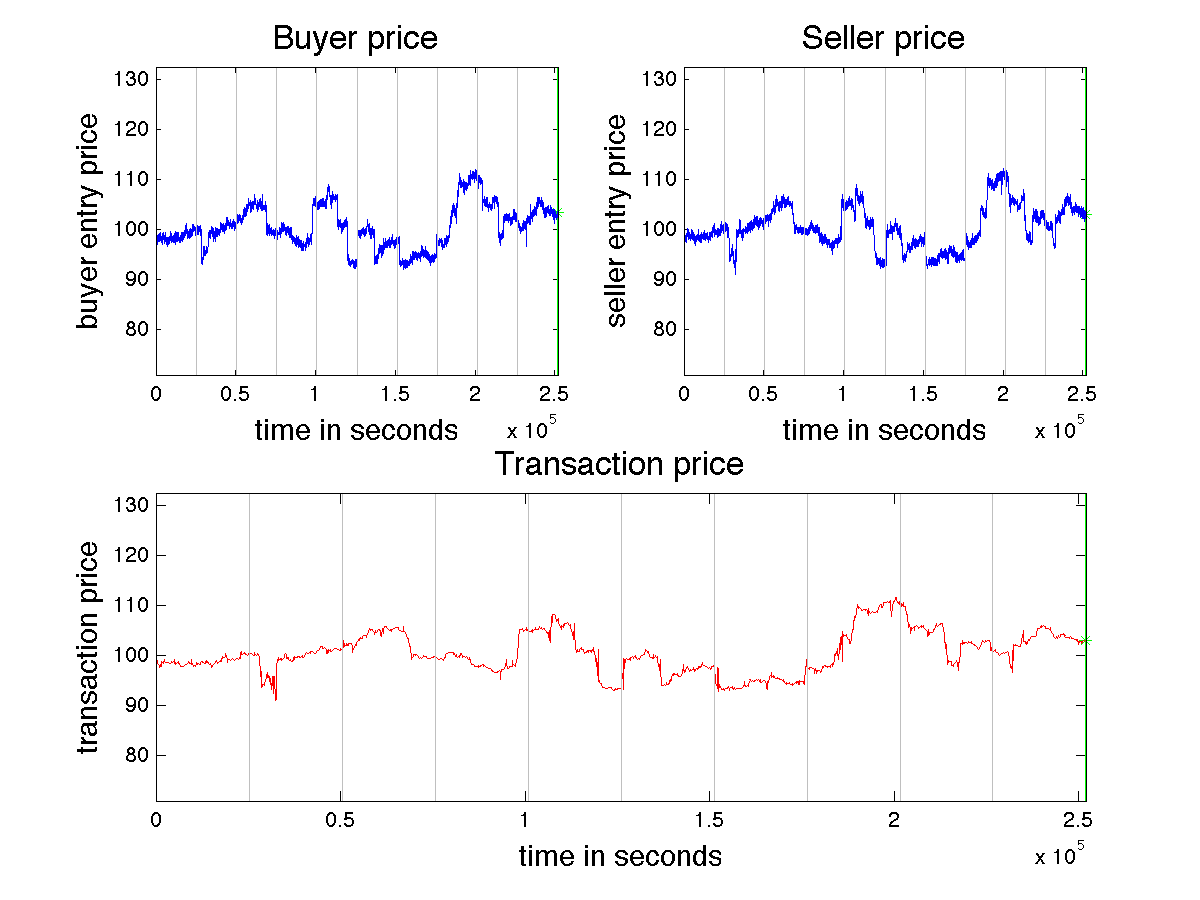 Buyer price
Seller price
buyer entry price
130
120
110
100
90
80
0 0.5 1 1.5 2 2.5
x 10^5
time in seconds
seller entry price
130
120
110
100
90
80
0 0.5 1 1.5 2 2.5
x 10^5
time in seconds
Transaction price
transaction price
130
120
110
100
90
80
0 0.5 1 1.5 2 2.5
x 10^5
time in seconds